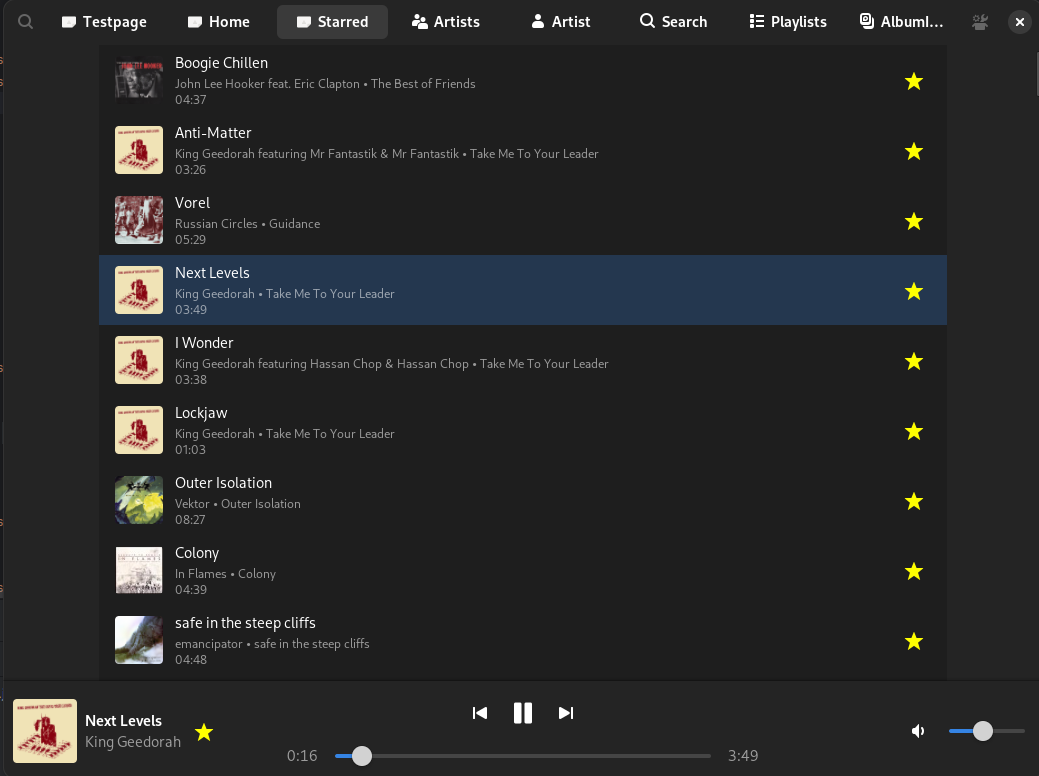 Testpage
Home
Starred
Artists
Artist
Search
Playlists
AlbumI...
Boogie Chillen
John Lee Hooker feat. Eric Clapton • The Best of Friends
04:37
Anti-Matter
King Geedorah featuring Mr Fantastik & Mr Fantastik • Take Me To Your Leader
03:26
Vorel
Russian Circles • Guidance
05:29
Next Levels
King Geedorah • Take Me To Your Leader
03:49
I Wonder
King Geedorah featuring Hassan Chop & Hassan Chop • Take Me To Your Leader
03:38
Lockjaw
King Geedorah • Take Me To Your Leader
01:03
Outer Isolation
Vektor • Outer Isolation
08:27
Colony
In Flames • Colony
04:39
safe in the steep cliffs
emancipator • safe in the steep cliffs
04:48
Next Levels
King Geedorah
0:16
3:49